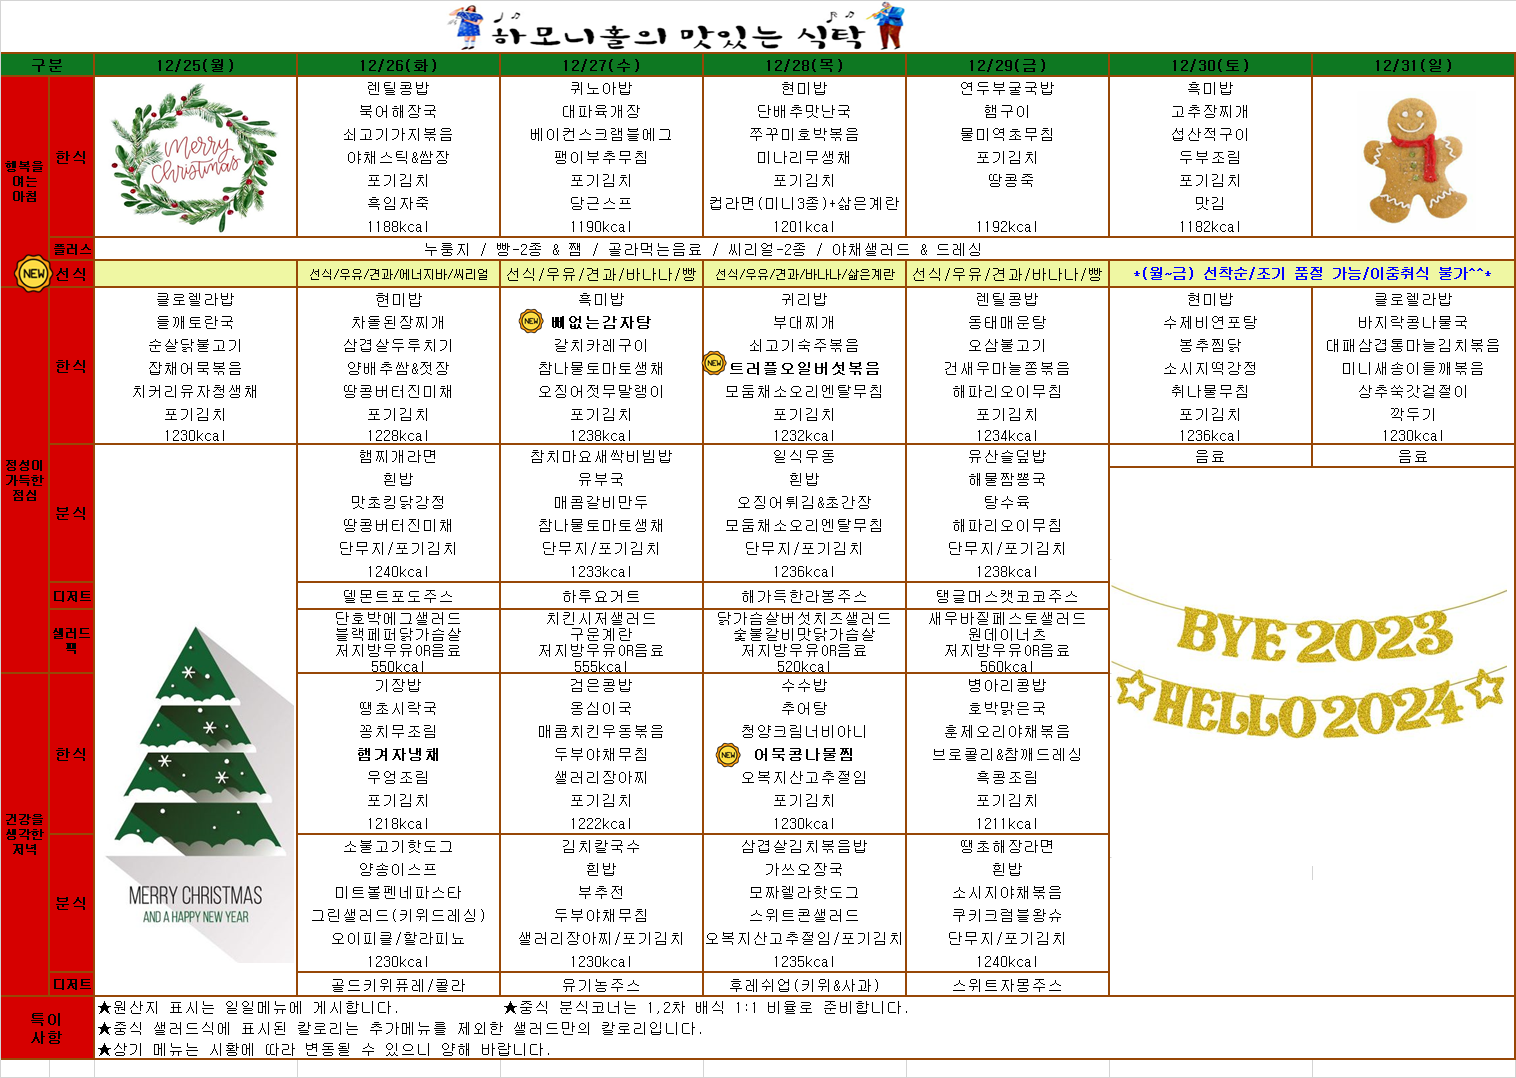 하모니홀의 맛있는 식탁
구분 12/25(월) 12/26(화) 12/27(수) 12/28(목) 12/29(금) 12/30(토) 12/31(일)
행복을
여는
아침
한식
merry
christmas
렌틸콩밥
북어해장국
쇠고기가지볶음
야채스틱&쌈장
포기김치
흑임자죽
1188kcal
퀴노아밥
대파육개장
베이컨스크램블에그
팽이부추무침
포기김치
당근스프
1190kcal
현미밥
단배추맛난국
쭈꾸미호박볶음
미나리무생채
포기김치
컵라면(미니3종)+삶은계란
1201kcal
연두부굴국밥
햄구이
물미역초무침
포기김치
땅콩죽
1192kcal
흑미밥
고추장찌개
섭산적구이
두부조림
포기김치
맛김
1182kcal
플러스
누룽지 / 빵-2종 & 쨈 / 골라먹는음료 / 씨리얼-2종 / 야채샐러드 & 드레싱
NEW
선식
선식/우유/견과/에너지바/씨리얼
선식/우유/견과/바나나/빵
선식/우유/견과/바나나/삶은계란
선식/우유/견과/바나나/빵
*(월~금) 선착순/조기 품절 가능/이중취식 불가^^*
정성이
가득한
점심
한식
클로렐라밥
들깨토란국
순살닭불고기
잡채어묵볶음
치커리유자청생채
포기김치
1230kcal
현미밥
차돌된장찌개
삼겹살두루치기
양배추쌈&젓장
땅콩버터진미채
포기김치
1228kcal
흑미밥
NEW 뼈없는감자탕
갈치카레구이
참나물토마토생채
오징어젓무말랭이
포기김치
1238kcal
귀리밥
부대찌개
쇠고기숙주볶음
NEW 트러플오일버섯볶음
모둠채소오리엔탈무침
포기김치
1232kcal
렌틸콩밥
동태매운탕
오삼불고기
건새우마늘쫑볶음
해파리오이무침
포기김치
1234kcal
현미밥
수제비연포탕
봉추찜닭
소시지떡강정
취나물무침
포기김치
1236kcal
클로렐라밥
바지락콩나물국
대패삼겹통마늘김치볶음
미니새송이들깨볶음
상추쑥갓겉절이
깍두기
1230kcal
분식
햄찌개라면
흰밥
맛초킹닭강정
땅콩버터진미채
단무지/포기김치
1240kcal
참치마요새싹비빔밥
유부국
매콤갈비만두
참나물토마토생채
단무지/포기김치
1233kcal
일식우동
흰밥
오징어튀김&초간장
모둠채소오리엔탈무침
단무지/포기김치
1236kcal
유산슬덮밥
해물짬뽕국
탕수육
해파리오이무침
단무지/포기김치
1238kcal
음료
음료
디저트
델몬트포도주스
하루요거트
해가득한라봉주스
탱글머스캣코코주스
샐러드
팩
단호박에그샐러드
블랙페퍼닭가슴살
저지방우유OR음료
550kcal
치킨시저샐러드
구운계란
저지방우유OR음료
555kcal
닭가슴살버섯치즈샐러드
숯불갈비맛닭가슴살
저지방우유OR음료
520kcal
새우바질페스토샐러드
원데이너츠
저지방우유OR음료
560kcal
BYE 2023
HELLO 2024
건강을
생각한
저녁
한식
기장밥
땡초시락국
꽁치무조림
햄겨자냉채
우엉조림
포기김치
1218kcal
검은콩밥
옹심이국
매콤치킨우동볶음
두부야채무침
샐러리장아찌
포기김치
1222kcal
수수밥
추어탕
청양크림너비아니
NEW 어묵콩나물찜
오복지산고추절임
포기김치
1230kcal
병아리콩밥
호박맑은국
훈제오리야채볶음
브로콜리&참깨드레싱
흑콩조림
포기김치
1211kcal
MERRY CHRISTMAS
AND A HAPPY NEW YEAR
분식
소불고기핫도그
양송이스프
미트볼펜네파스타
그린샐러드(키위드레싱)
오이피클/할라피뇨
1230kcal
김치칼국수
흰밥
부추전
두부야채무침
샐러리장아찌/포기김치
1230kcal
삼겹살김치볶음밥
가쓰오장국
모짜렐라핫도그
스위트콘샐러드
오복지산고추절임/포기김치
1235kcal
땡초해장라면
흰밥
소시지야채볶음
쿠키크럼블왕슈
단무지/포기김치
1240kcal
디저트
골드키위퓨레/콜라
유기농주스
후레쉬업(키위&사과)
스위트자몽주스
특이
사항
★원산지 표시는 일일메뉴에 게시합니다. ★중식 분식코너는 1,2차 배식 1:1 비율로 준비합니다.
★중식 샐러드식에 표시된 칼로리는 추가메뉴를 제외한 샐러드만의 칼로리입니다.
★상기 메뉴는 시황에 따라 변동될 수 있으니 양해 바랍니다.